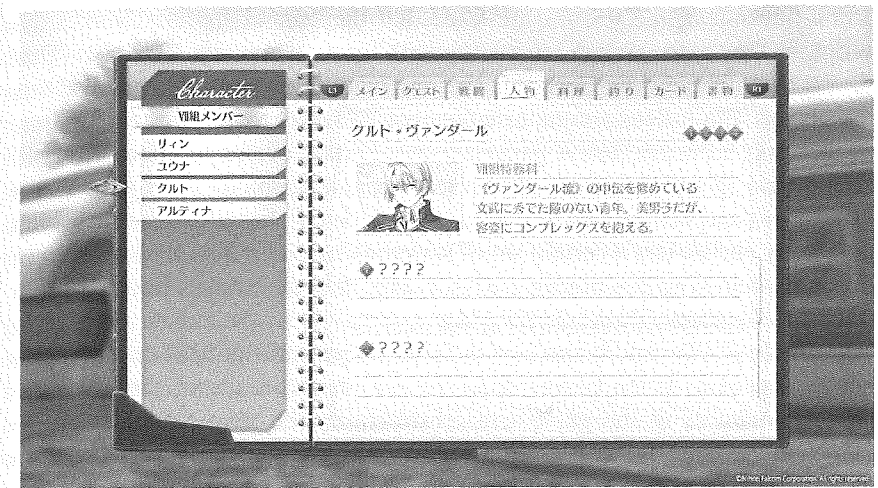 Character
VII組メンバー
リィン
ユウナ
クルト
アルティナ
L1 メイン クエスト 戦闘 人物 料理 釣り カード 書物 R1
クルト・ヴァンダール
VII組特務科
《ヴァンダール流》の中伝を修めている
文武に秀でた隙のない青年。美男子だが、
容姿にコンプレックスを抱える。
????
????
©Nihon Falcom Corporation. All rights reserved.